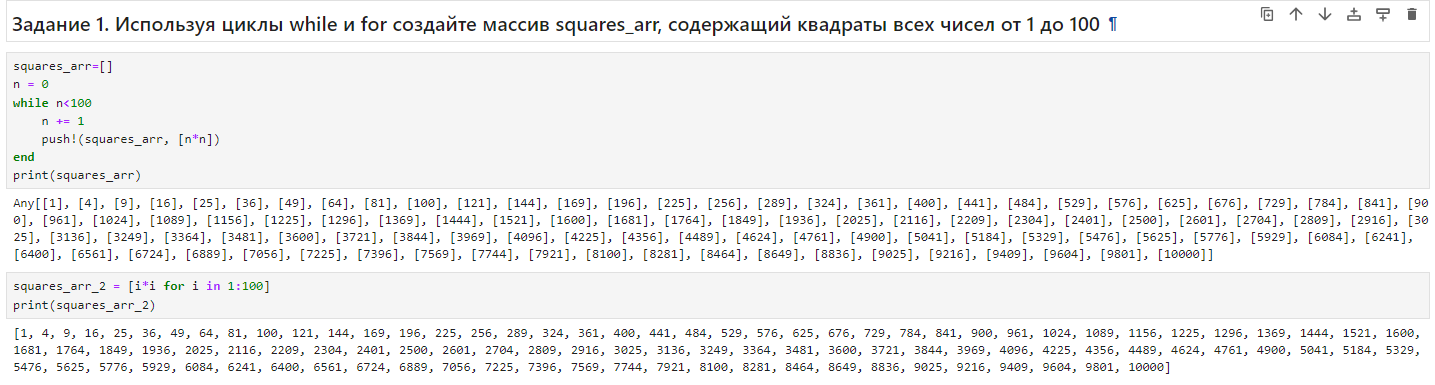 Задание 1. Используя циклы while и for создайте массив squares_arr, содержащий квадраты всех чисел от 1 до 100 ¶
squares_arr=[]
n = 0
while n<100
    n += 1
    push!(squares_arr, [n*n])
end
print(squares_arr)
Any[[1], [4], [9], [16], [25], [36], [49], [64], [81], [100], [121], [144], [169], [196], [225], [256], [289], [324], [361], [400], [441], [484], [529], [576], [625], [676], [729], [784], [841], [90
0], [961], [1024], [1089], [1156], [1225], [1296], [1369], [1444], [1521], [1600], [1681], [1764], [1849], [1936], [2025], [2116], [2209], [2304], [2401], [2500], [2601], [2704], [2809], [2916], [30
25], [3136], [3249], [3364], [3481], [3600], [3721], [3844], [3969], [4096], [4225], [4356], [4489], [4624], [4761], [4900], [5041], [5184], [5329], [5476], [5625], [5776], [5929], [6084], [6241],
[6400], [6561], [6724], [6889], [7056], [7225], [7396], [7569], [7744], [7921], [8100], [8281], [8464], [8649], [8836], [9025], [9216], [9409], [9604], [9801], [10000]]
squares_arr_2 = [i*i for i in 1:100]
print(squares_arr_2)
[1, 4, 9, 16, 25, 36, 49, 64, 81, 100, 121, 144, 169, 196, 225, 256, 289, 324, 361, 400, 441, 484, 529, 576, 625, 676, 729, 784, 841, 900, 961, 1024, 1089, 1156, 1225, 1296, 1369, 1444, 1521, 1600,
1681, 1764, 1849, 1936, 2025, 2116, 2209, 2304, 2401, 2500, 2601, 2704, 2809, 2916, 3025, 3136, 3249, 3364, 3481, 3600, 3721, 3844, 3969, 4096, 4225, 4356, 4489, 4624, 4761, 4900, 5041, 5184, 5329,
5476, 5625, 5776, 5929, 6084, 6241, 6400, 6561, 6724, 6889, 7056, 7225, 7396, 7569, 7744, 7921, 8100, 8281, 8464, 8649, 8836, 9025, 9216, 9409, 9604, 9801, 10000]